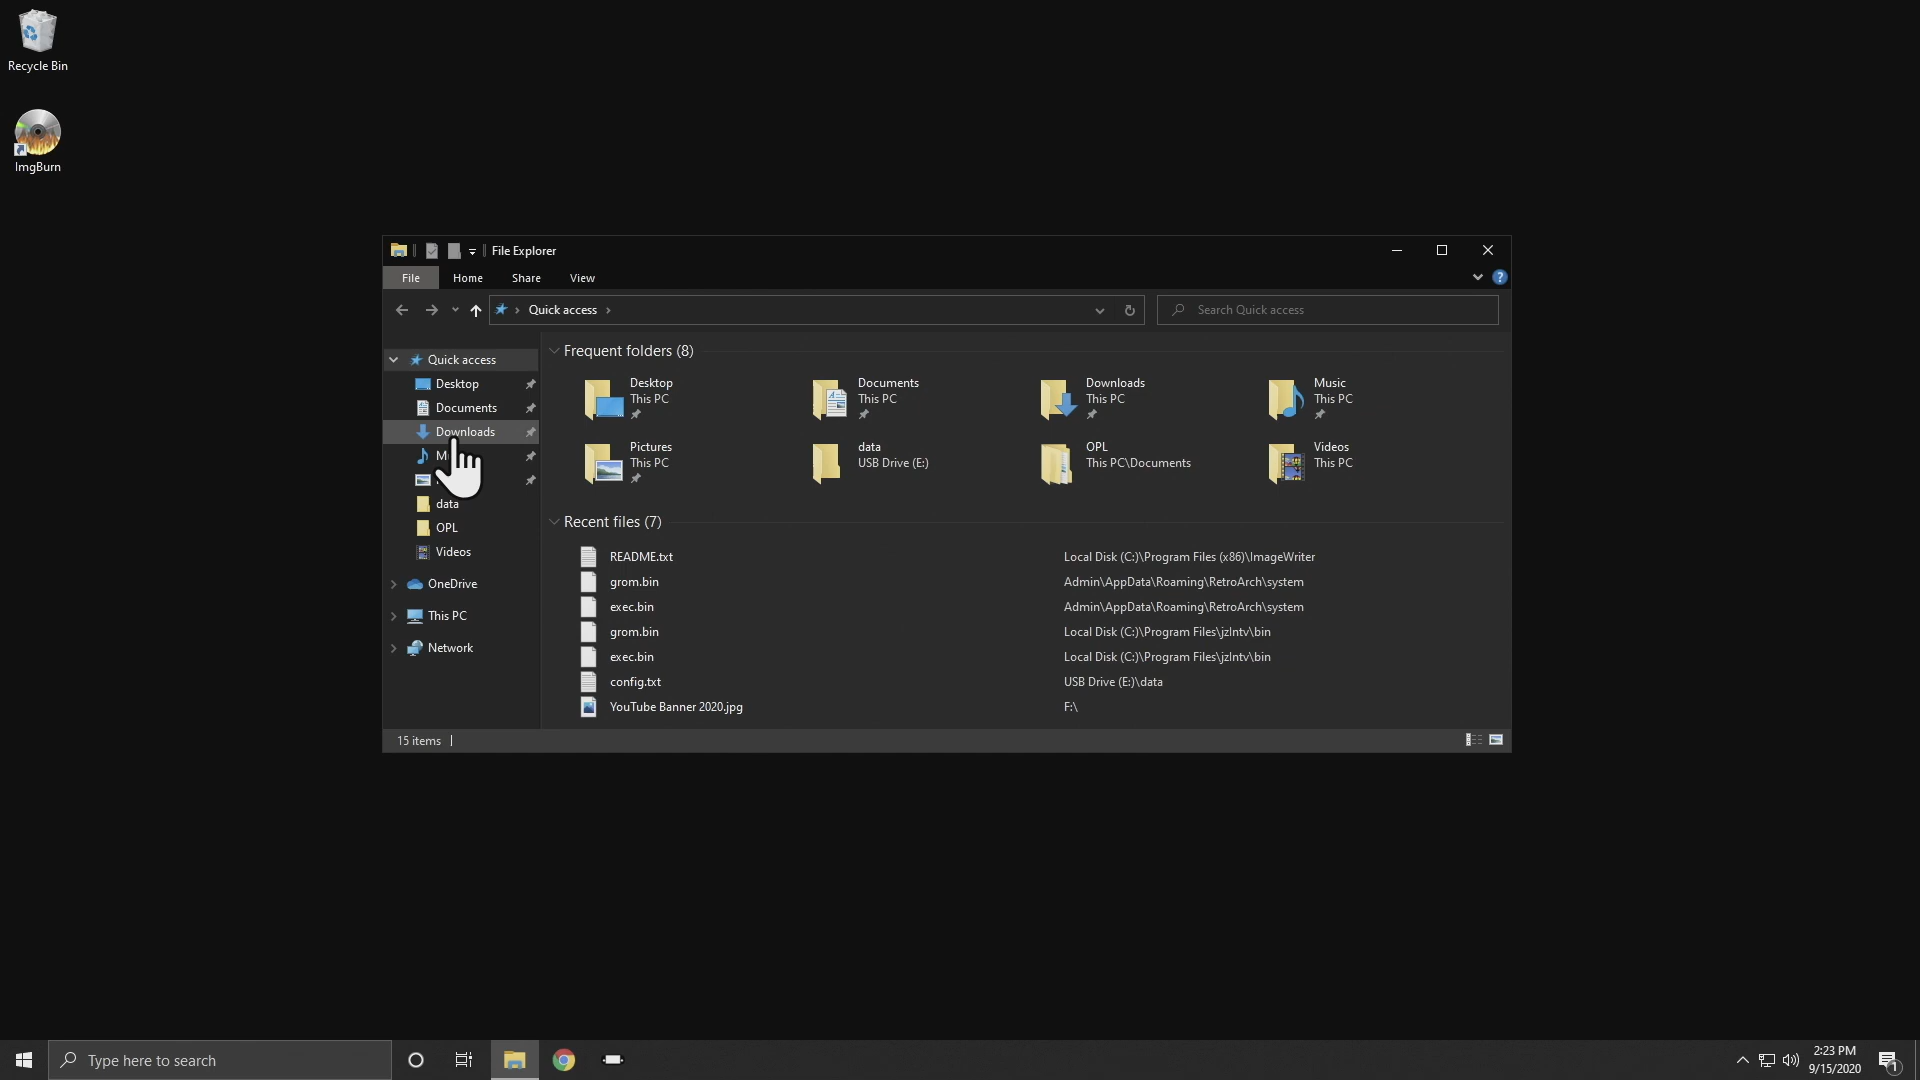 Recycle Bin
ImgBurn
File Explorer
File
Home
Share
View
Quick access
Search Quick access
Quick access
Desktop
Documents
Downloads
data
OPL
Videos
OneDrive
This PC
Network
Frequent folders (8)
Desktop
This PC
Documents
This PC
Downloads
This PC
Music
This PC
Pictures
This PC
data
USB Drive (E:)
OPL
This PC\Documents
Videos
This PC
Recent files (7)
README.txt
Local Disk (C:)\Program Files (x86)\ImageWriter
grom.bin
Admin\AppData\Roaming\RetroArch\system
exec.bin
Admin\AppData\Roaming\RetroArch\system
grom.bin
Local Disk (C:)\Program Files\jzIntv\bin
exec.bin
Local Disk (C:)\Program Files\jzIntv\bin
config.txt
USB Drive (E:)\data
YouTube Banner 2020.jpg
F:\
15 items
Type here to search
2:23 PM
9/15/2020
1